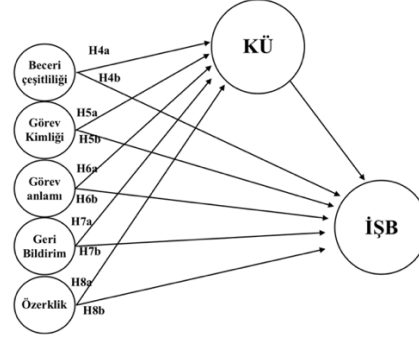 KÜ
H4a
Beceri
çeşitliliği
H4b
H5a
Görev
Kimliği
H5b
H6a
Görev
anlamı
H6b
H7a
Geri
Bildirim
H7b
İŞB
H8a
Özerklik
H8b